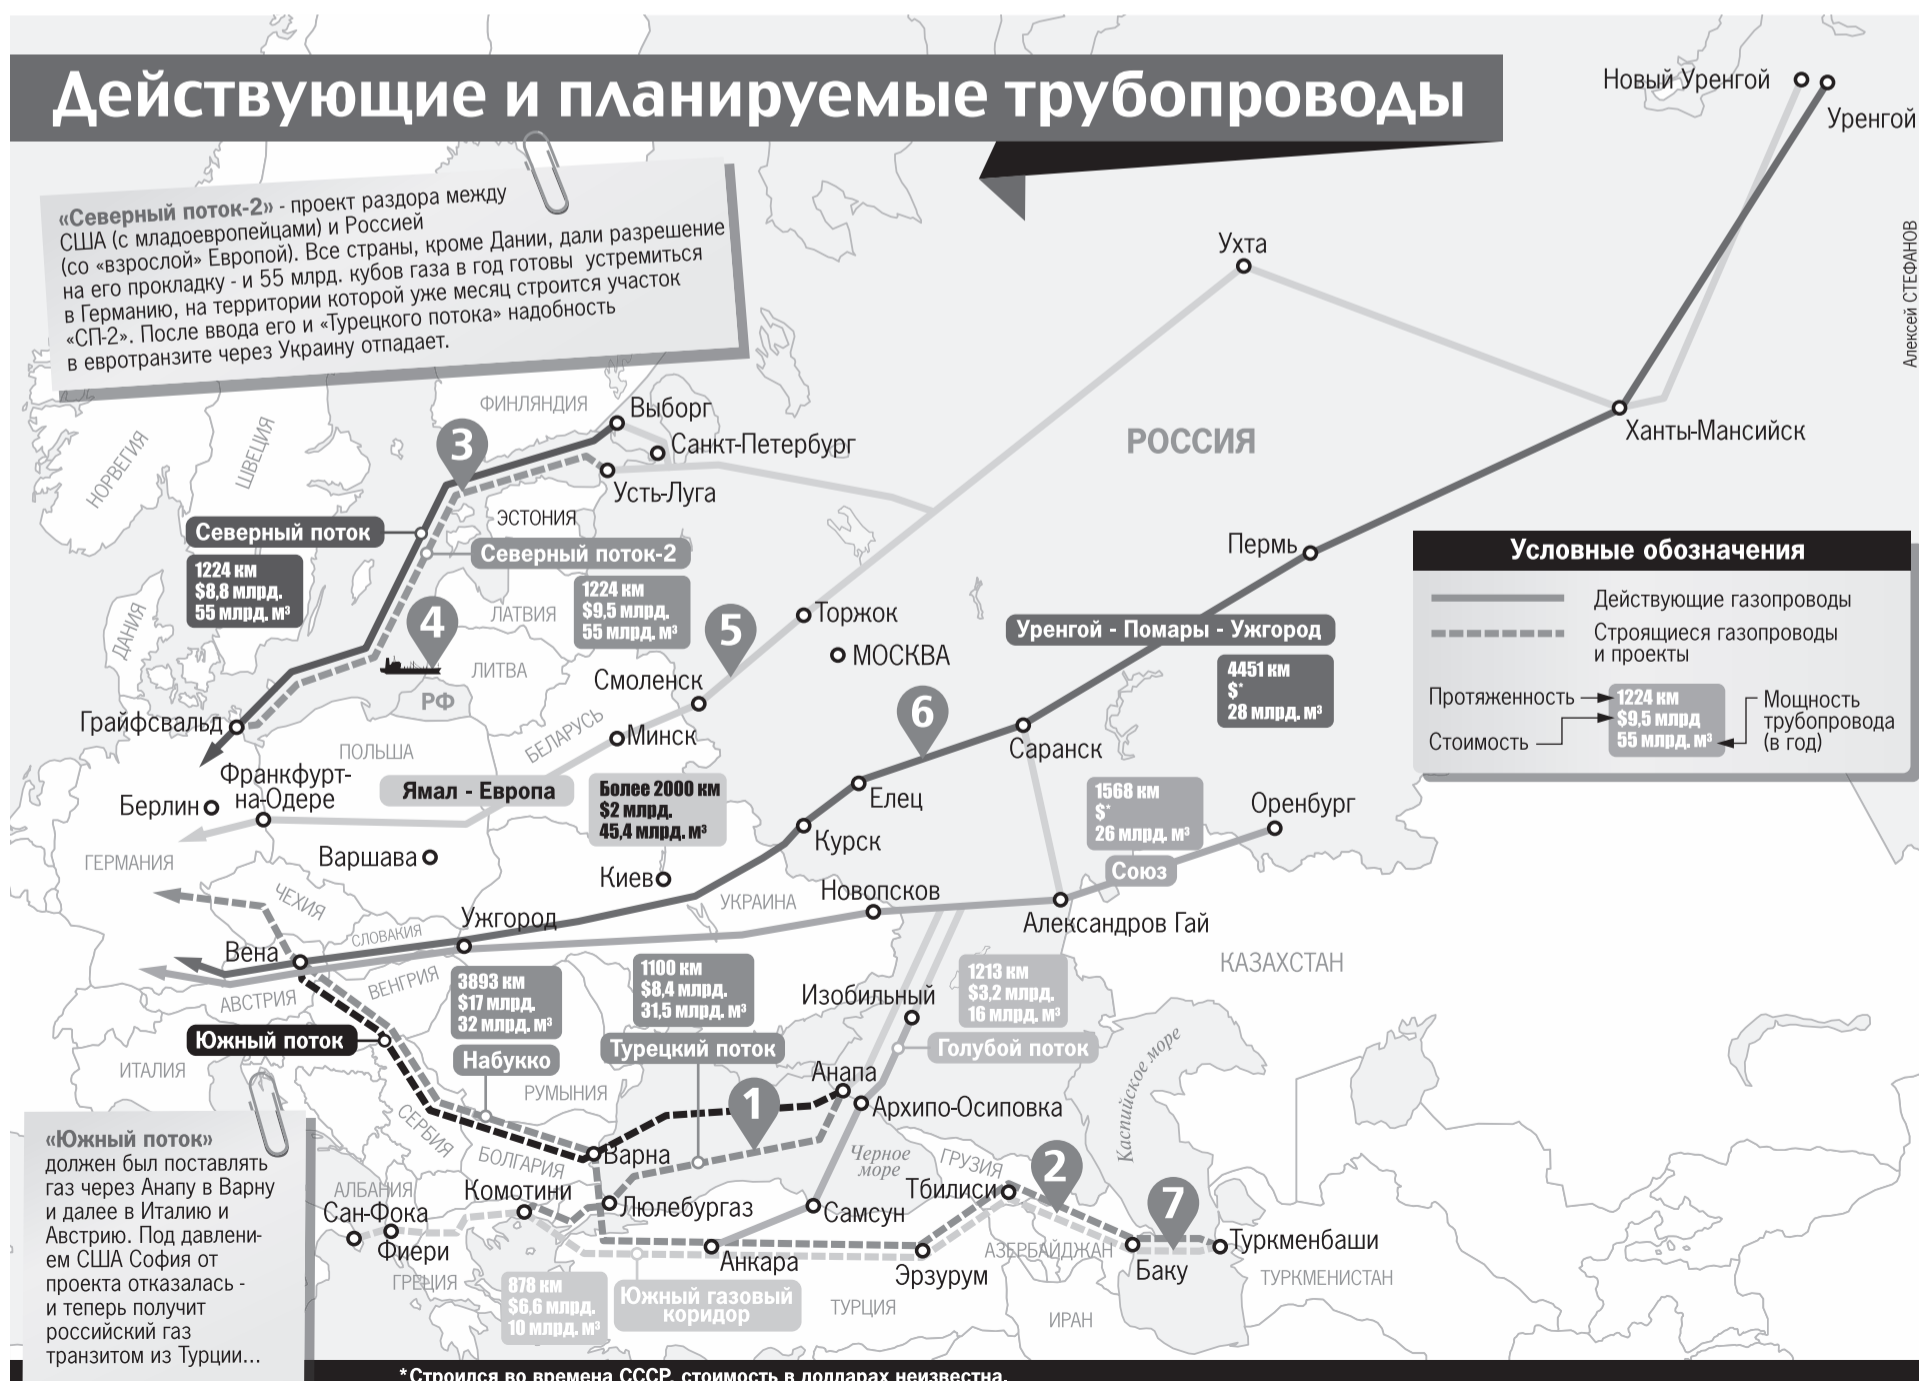 Действующие и планируемые трубопроводы
Новый Уренгой
Уренгой
Алексей СТЕФАНОВ
«Северный поток-2» - проект раздора между
США (с младоевропейцами) и Россией
(со «взрослой» Европой). Все страны, кроме Дании, дали разрешение
на его прокладку - и 55 млрд. кубов газа в год готовы устремиться
в Германию, на территории которой уже месяц строится участок
«СП-2». После ввода его и «Турецкого потока» надобность
в евротранзите через Украину отпадает.
Ухта
ФИНЛЯНДИЯ
Выборг
Санкт-Петербург
Усть-Луга
3
РОССИЯ
Ханты-Мансийск
НОРВЕГИЯ
ШВЕЦИЯ
ЭСТОНИЯ
Северный поток
1224 км
$8,8 млрд.
55 млрд. м³
Северный поток-2
1224 км
$9,5 млрд.
55 млрд. м³
Пермь
Условные обозначения
Действующие газопроводы
Строящиеся газопроводы
и проекты
Протяженность
Стоимость
1224 км
$9,5 млрд
55 млрд. м³
Мощность
трубопровода
(в год)
ДАНИЯ
ЛАТВИЯ
4
5
Торжок
МОСКВА
Уренгой - Помары - Ужгород
4451 км
$*
28 млрд. м³
ЛИТВА
Смоленск
РФ
6
Грайфсвальд
ПОЛЬША
БЕЛАРУСЬ
Минск
Саранск
Франкфурт-
на-Одере
Берлин
Ямал - Европа
Более 2000 км
$2 млрд.
45,4 млрд. м³
Елец
Курск
1568 км
$*
26 млрд. м³
Союз
Оренбург
ГЕРМАНИЯ
Варшава
Киев
ЧЕХИЯ
УКРАИНА
Новопсков
Александров Гай
Ужгород
СЛОВАКИЯ
Вена
КАЗАХСТАН
АВСТРИЯ
ВЕНГРИЯ
3893 км
$17 млрд.
32 млрд. м³
Набукко
1100 км
$8,4 млрд.
31,5 млрд. м³
Турецкий поток
Изобильный
1213 км
$3,2 млрд.
16 млрд. м³
Голубой поток
Южный поток
ИТАЛИЯ
РУМЫНИЯ
Анапа
1
Архипо-Осиповка
Каспийское море
СЕРБИЯ
«Южный поток»
должен был поставлять
газ через Анапу в Варну
и далее в Италию и
Австрию. Под давлени-
ем США София от
проекта отказалась -
и теперь получит
российский газ
транзитом из Турции...
Варна
БОЛГАРИЯ
Черное
море
ГРУЗИЯ
Тбилиси
2
7
АЛБАНИЯ
Сан-Фока
Фиери
Комотини
Люлебургаз
Самсун
Анкара
Эрзурум
АЗЕРБАЙДЖАН
Баку
Туркменбаши
ТУРКМЕНИСТАН
ГРЕЦИЯ
878 км
$6,6 млрд.
10 млрд. м³
Южный газовый
коридор
ТУРЦИЯ
ИРАН
*Строился во времена СССР, стоимость в долларах неизвестна.